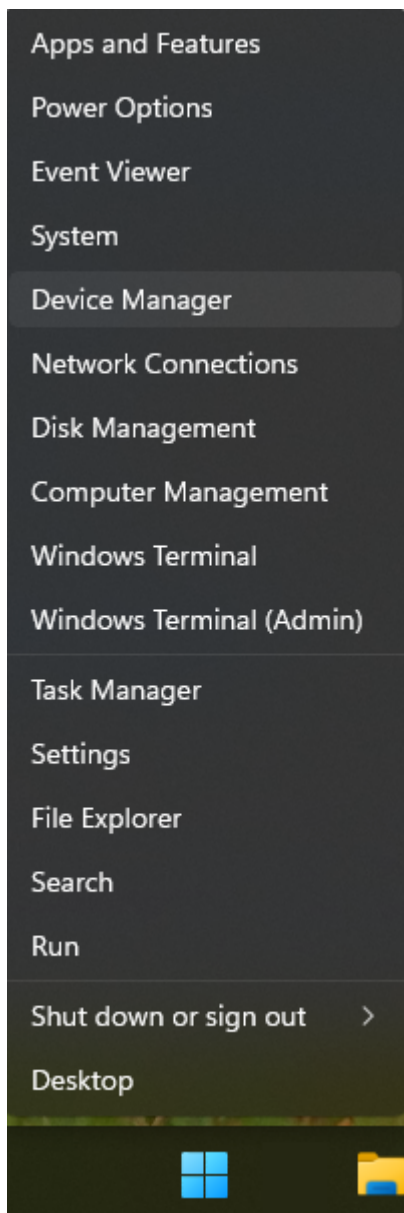 Apps and Features
Power Options
Event Viewer
System
Device Manager
Network Connections
Disk Management
Computer Management
Windows Terminal
Windows Terminal (Admin)
Task Manager
Settings
File Explorer
Search
Run
Shut down or sign out
Desktop